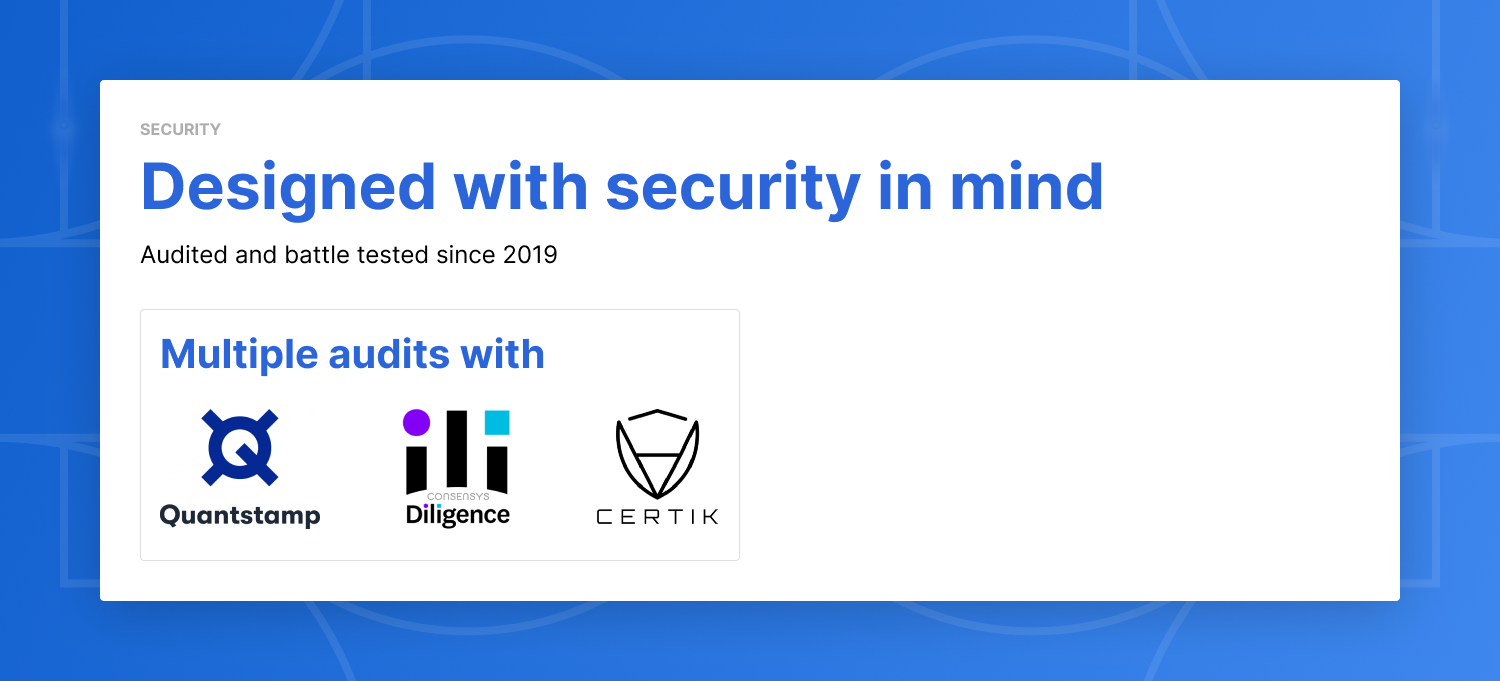 SECURITY
Designed with security in mind
Audited and battle tested since 2019
Multiple audits with
Quantstamp
CONSENSYS
Diligence
CERTIK